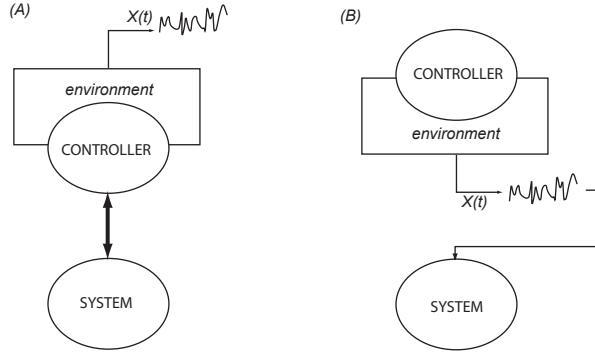 (A)
X(t)
environment
CONTROLLER
SYSTEM
(B)
CONTROLLER
environment
X(t)
SYSTEM